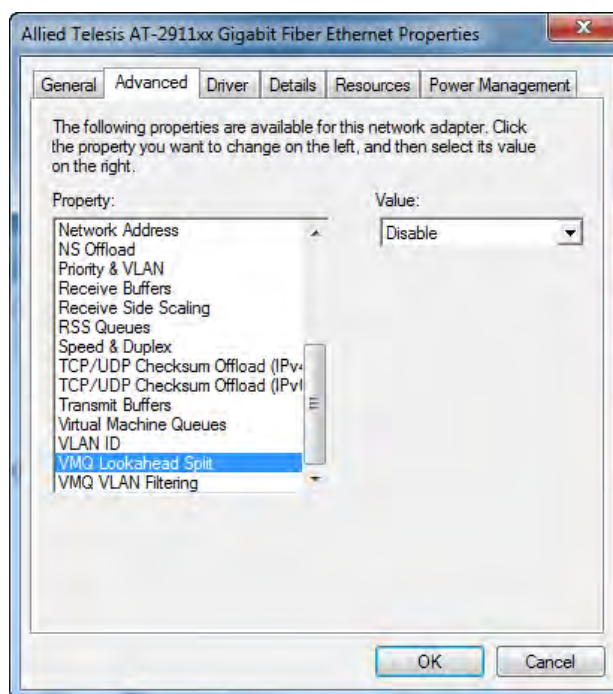 Allied Telesis AT-2911xx Gigabit Fiber Ethernet Properties
General Advanced Driver Details Resources Power Management
The following properties are available for this network adapter. Click
the property you want to change on the left, and then select its value
on the right.
Property:
Value:
Network Address
NS Offload
Priority & VLAN
Receive Buffers
Receive Side Scaling
RSS Queues
Speed & Duplex
TCP/UDP Checksum Offload (IPv4
TCP/UDP Checksum Offload (IPv
Transmit Buffers
Virtual Machine Queues
VLAN ID
VMQ Lookahead Split
VMQ VLAN Filtering
Disable
OK Cancel